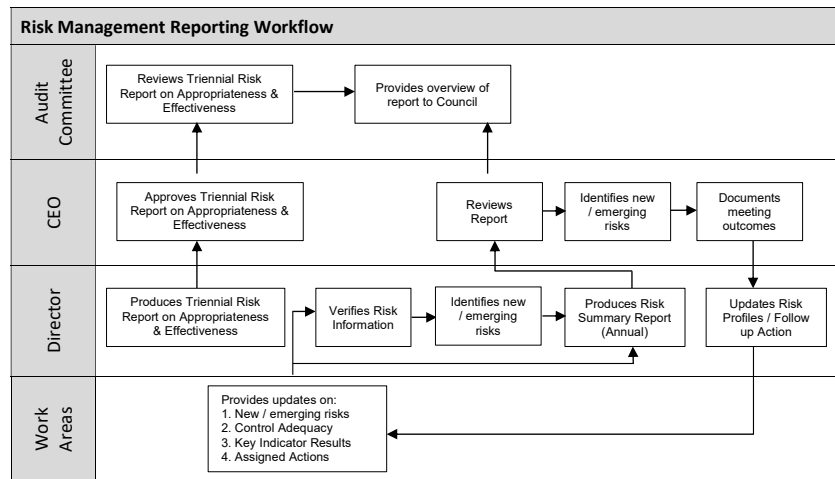 Risk Management Reporting Workflow
Audit
Committee
Reviews Triennial Risk
Report on Appropriateness &
Effectiveness
Provides overview of
report to Council
CEO
Approves Triennial Risk
Report on Appropriateness &
Effectiveness
Reviews
Report
Identifies new
/ emerging
risks
Documents
meeting
outcomes
Director
Produces Triennial Risk
Report on Appropriateness
& Effectiveness
Verifies Risk
Information
Identifies new
/ emerging
risks
Produces Risk
Summary Report
(Annual)
Updates Risk
Profiles / Follow
up Action
Work
Areas
Provides updates on:
1. New / emerging risks
2. Control Adequacy
3. Key Indicator Results
4. Assigned Actions